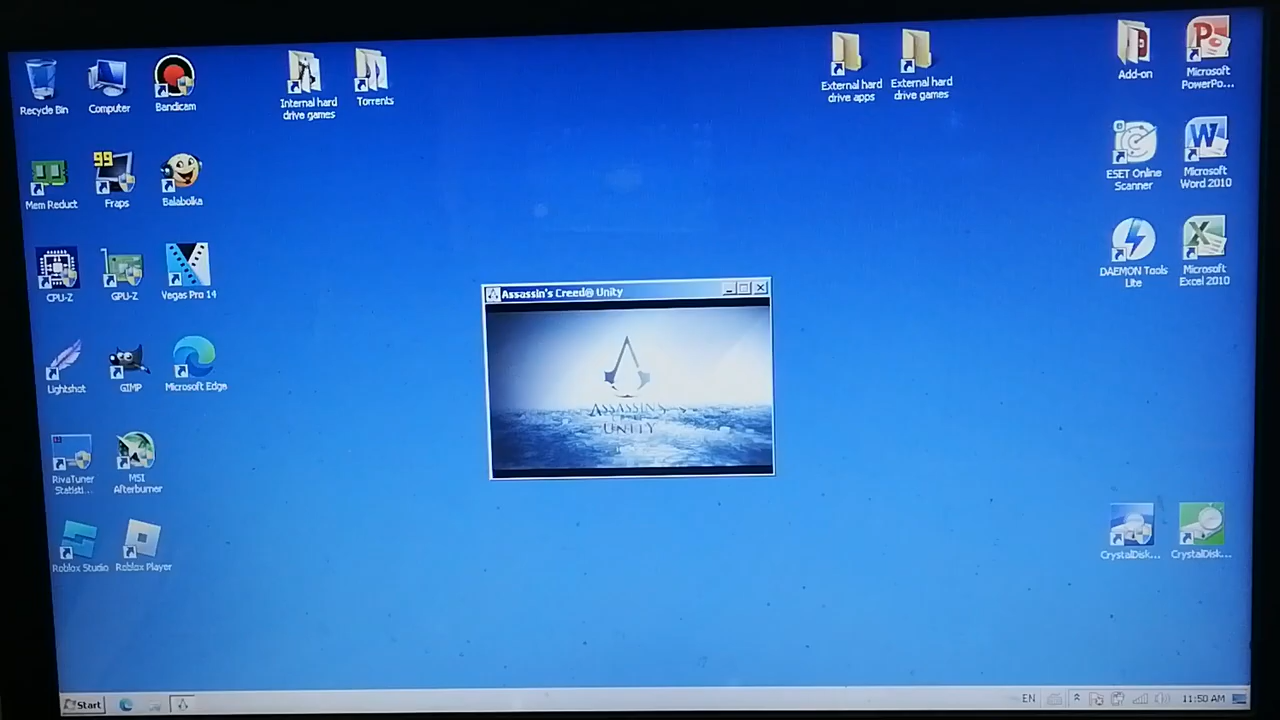 Recycle Bin
Computer
Bandicam
Internal hard
drive games
Torrents
External hard
drive apps
External hard
drive games
Add-on
Microsoft
PowerPo...
Mem Reduct
99
Fraps
Balabolka
ESET Online
Scanner
Microsoft
Word 2010
CPU-Z
GPU-Z
Vegas Pro 14
DAEMON Tools
Lite
Microsoft
Excel 2010
Assassin's Creed® Unity
ASSASSIN'S
UNITY
Lightshot
GIMP
Microsoft Edge
RivaTuner
Statisti...
MSI
Afterburner
Roblox Studio
Roblox Player
CrystalDisk...
CrystalDisk...
Start
EN
11:50 AM